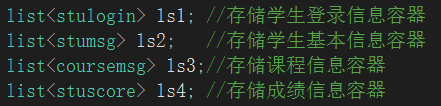 list<stulogin> ls1; //存储学生登录信息容器
list<stumsg> ls2; //存储学生基本信息容器
list<coursemsg> ls3;//存储课程信息容器
list<stuscore> ls4; //存储成绩信息容器